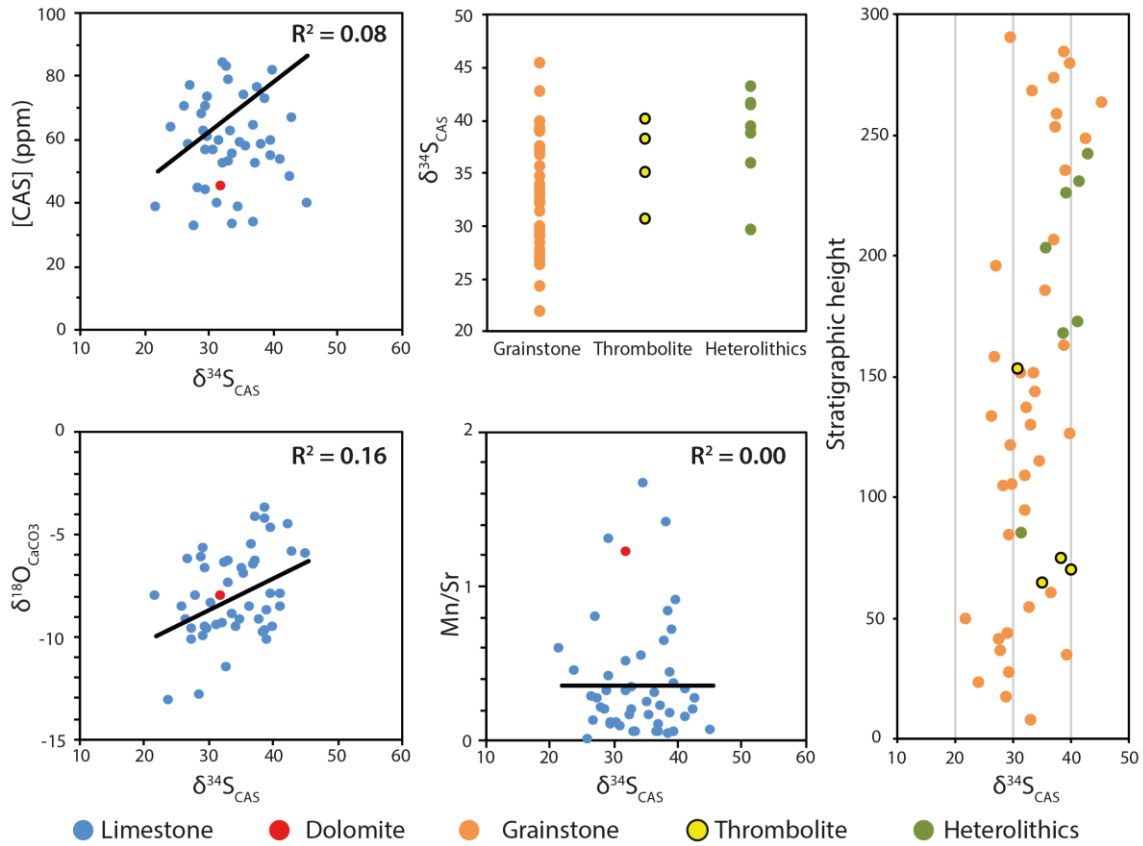 R² = 0.08
100
80
60
40
20
0
[CAS] (ppm)
10 20 30 40 50 60
δ³⁴S_CAS
50
45
40
35
30
25
20
δ³⁴S_CAS
Grainstone Thrombolite Heterolithics
R² = 0.16
0
-5
-10
-15
δ¹⁸O_CaCO3
10 20 30 40 50 60
δ³⁴S_CAS
R² = 0.00
2
1
0
Mn/Sr
10 20 30 40 50 60
δ³⁴S_CAS
300
250
200
150
100
50
0
Stratigraphic height
10 20 30 40 50
δ³⁴S_CAS
Limestone Dolomite Grainstone Thrombolite Heterolithics